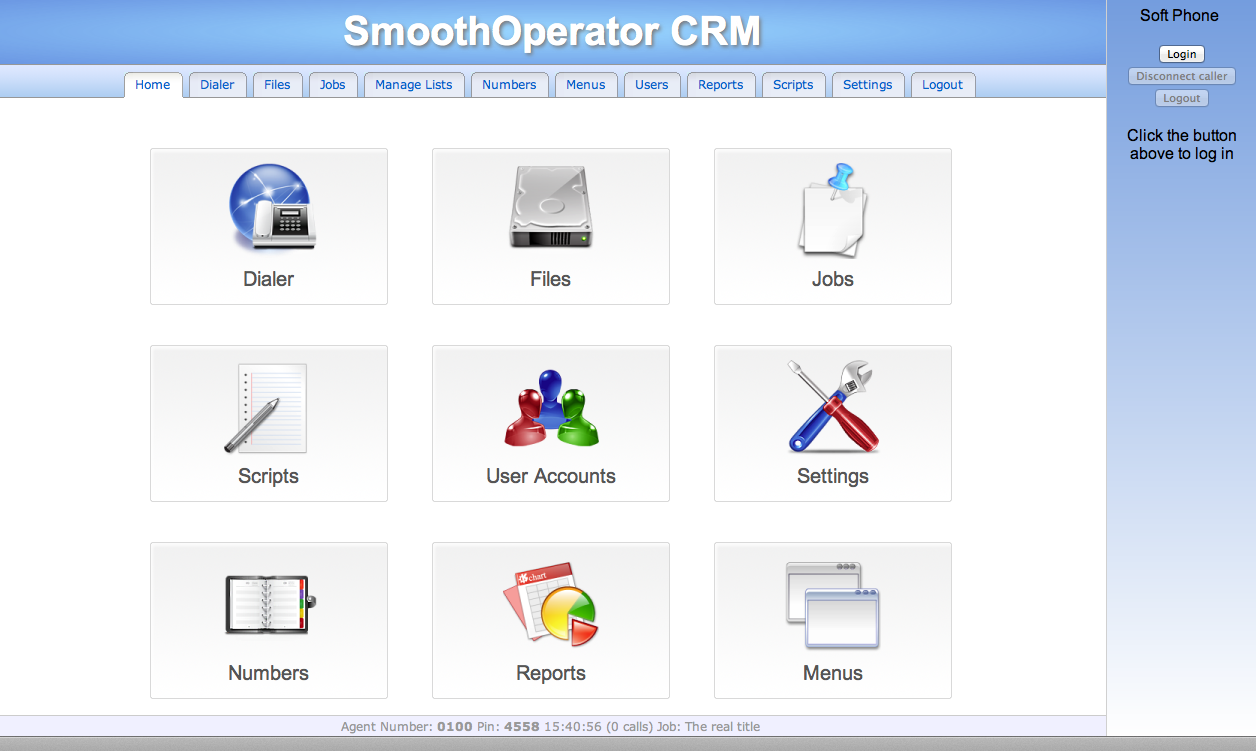 SmoothOperator CRM
Home Dialer Files Jobs Manage Lists Numbers Menus Users Reports Scripts Settings Logout
Dialer Files Jobs
Scripts User Accounts Settings
chart
Numbers Reports Menus
Agent Number: 0100 Pin: 4558 15:40:56 (0 calls) Job: The real title
Soft Phone
Login
Disconnect caller
Logout
Click the button
above to log in